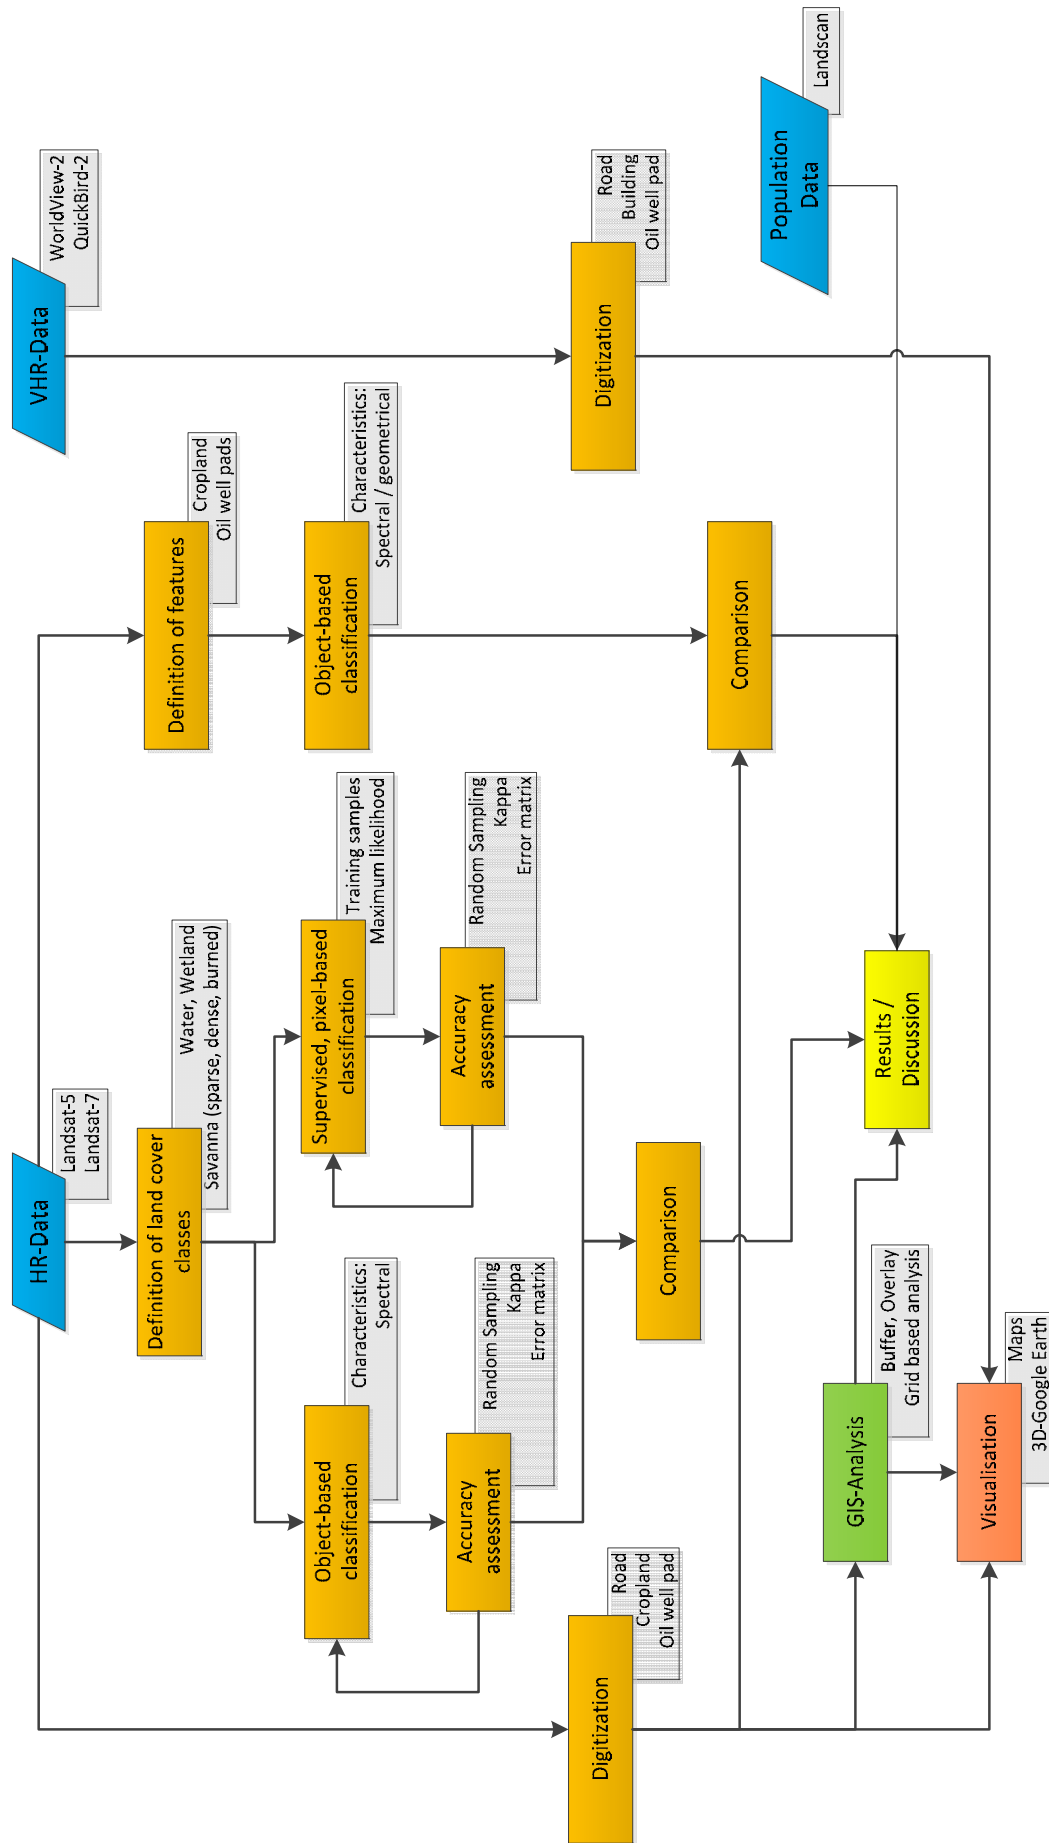 HR-Data
Landsat-5
Landsat-7
VHR-Data
WorldView-2
QuickBird-2
Definition of land cover
classes
Water, Wetland
Savanna (sparse, dense, burned)
Definition of features
Cropland
Oil well pads
Object-based
classification
Characteristics:
Spectral
Supervised, pixel-based
classification
Training samples
Maximum likelihood
Object-based
classification
Characteristics:
Spectral / geometrical
Accuracy
assessment
Random Sampling
Kappa
Error matrix
Accuracy
assessment
Random Sampling
Kappa
Error matrix
Digitization
Road
Cropland
Oil well pad
Digitization
Road
Building
Oil well pad
Comparison
Comparison
Population
Data
Landscan
GIS-Analysis
Buffer, Overlay
Grid based analysis
Results /
Discussion
Visualisation
Maps
3D-Google Earth